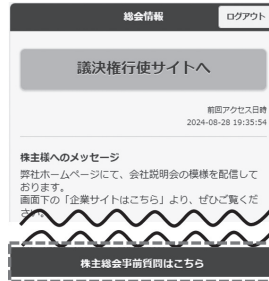 総会情報
ログアウト
議決権行使サイトへ
前回アクセス日時
2024-08-28 19:35:54
株主様へのメッセージ
弊社ホームページにて、会社説明会の模様を配信して
おります。
画面下の「企業サイトはこちら」より、ぜひご覧くだ
さい。
株主総会事前質問はこちら